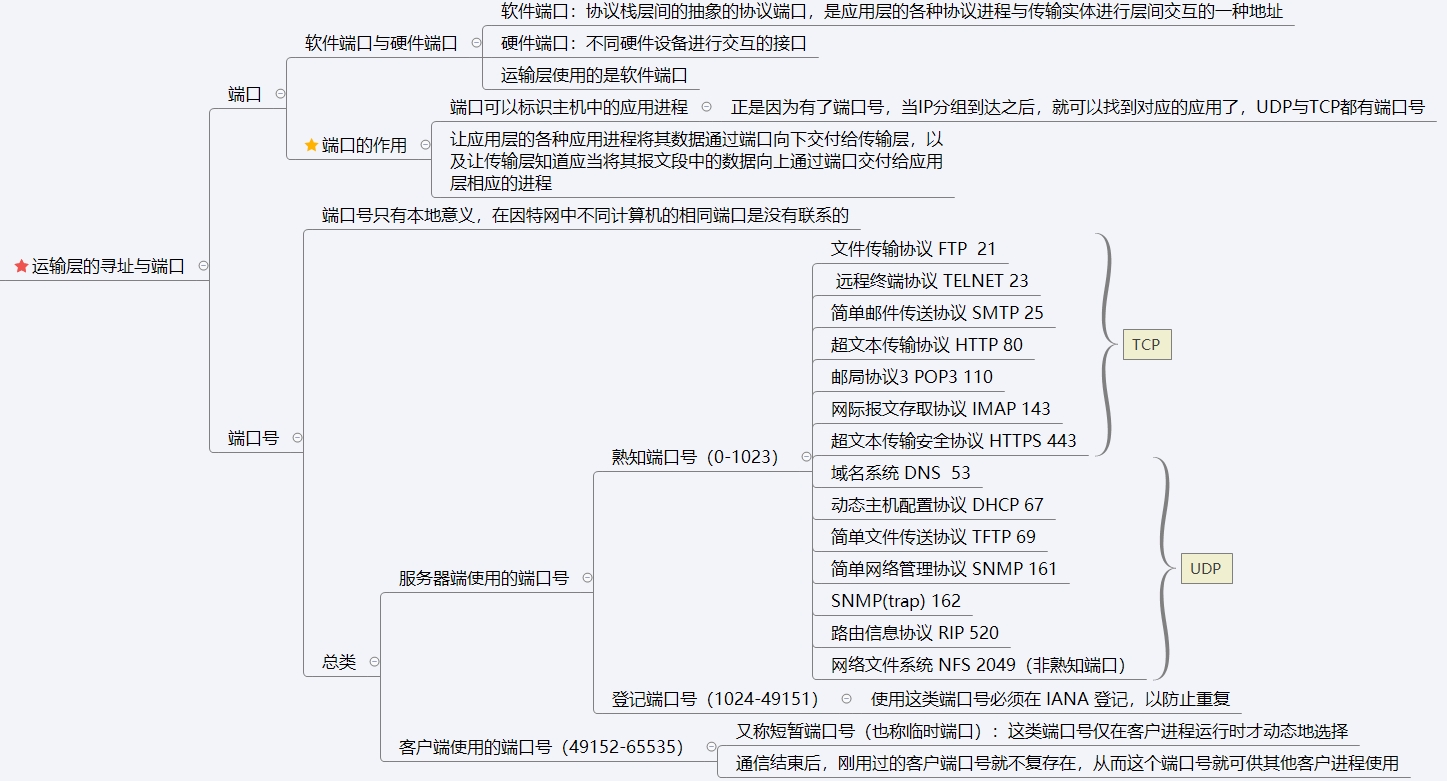 软件端口：协议栈层间的抽象的协议端口，是应用层的各种协议进程与传输实体进行层间交互的一种地址
软件端口与硬件端口
硬件端口：不同硬件设备进行交互的接口
运输层使用的是软件端口
端口
端口可以标识主机中的应用进程
正是因为有了端口号，当IP分组到达之后，就可以找到对应的应用了，UDP与TCP都有端口号
端口的作用
让应用层的各种应用进程将其数据通过端口向下交付给传输层，以
及让传输层知道应当将其报文段中的数据向上通过端口交付给应用
层相应的进程
端口号只有本地意义，在因特网中不同计算机的相同端口是没有联系的
运输层的寻址与端口
文件传输协议 FTP  21
远程终端协议 TELNET 23
简单邮件传送协议 SMTP 25
超文本传输协议 HTTP 80
TCP
邮局协议3 POP3 110
网际报文存取协议 IMAP 143
端口号
超文本传输安全协议 HTTPS 443
熟知端口号（0-1023）
域名系统 DNS  53
动态主机配置协议 DHCP 67
简单文件传送协议 TFTP 69
简单网络管理协议 SNMP 161
UDP
服务器端使用的端口号
SNMP(trap) 162
路由信息协议 RIP 520
总类
网络文件系统 NFS 2049（非熟知端口）
登记端口号（1024-49151）
使用这类端口号必须在 IANA 登记，以防止重复
又称短暂端口号（也称临时端口）：这类端口号仅在客户进程运行时才动态地选择
客户端使用的端口号（49152-65535）
通信结束后，刚用过的客户端口号就不复存在，从而这个端口号就可供其他客户进程使用